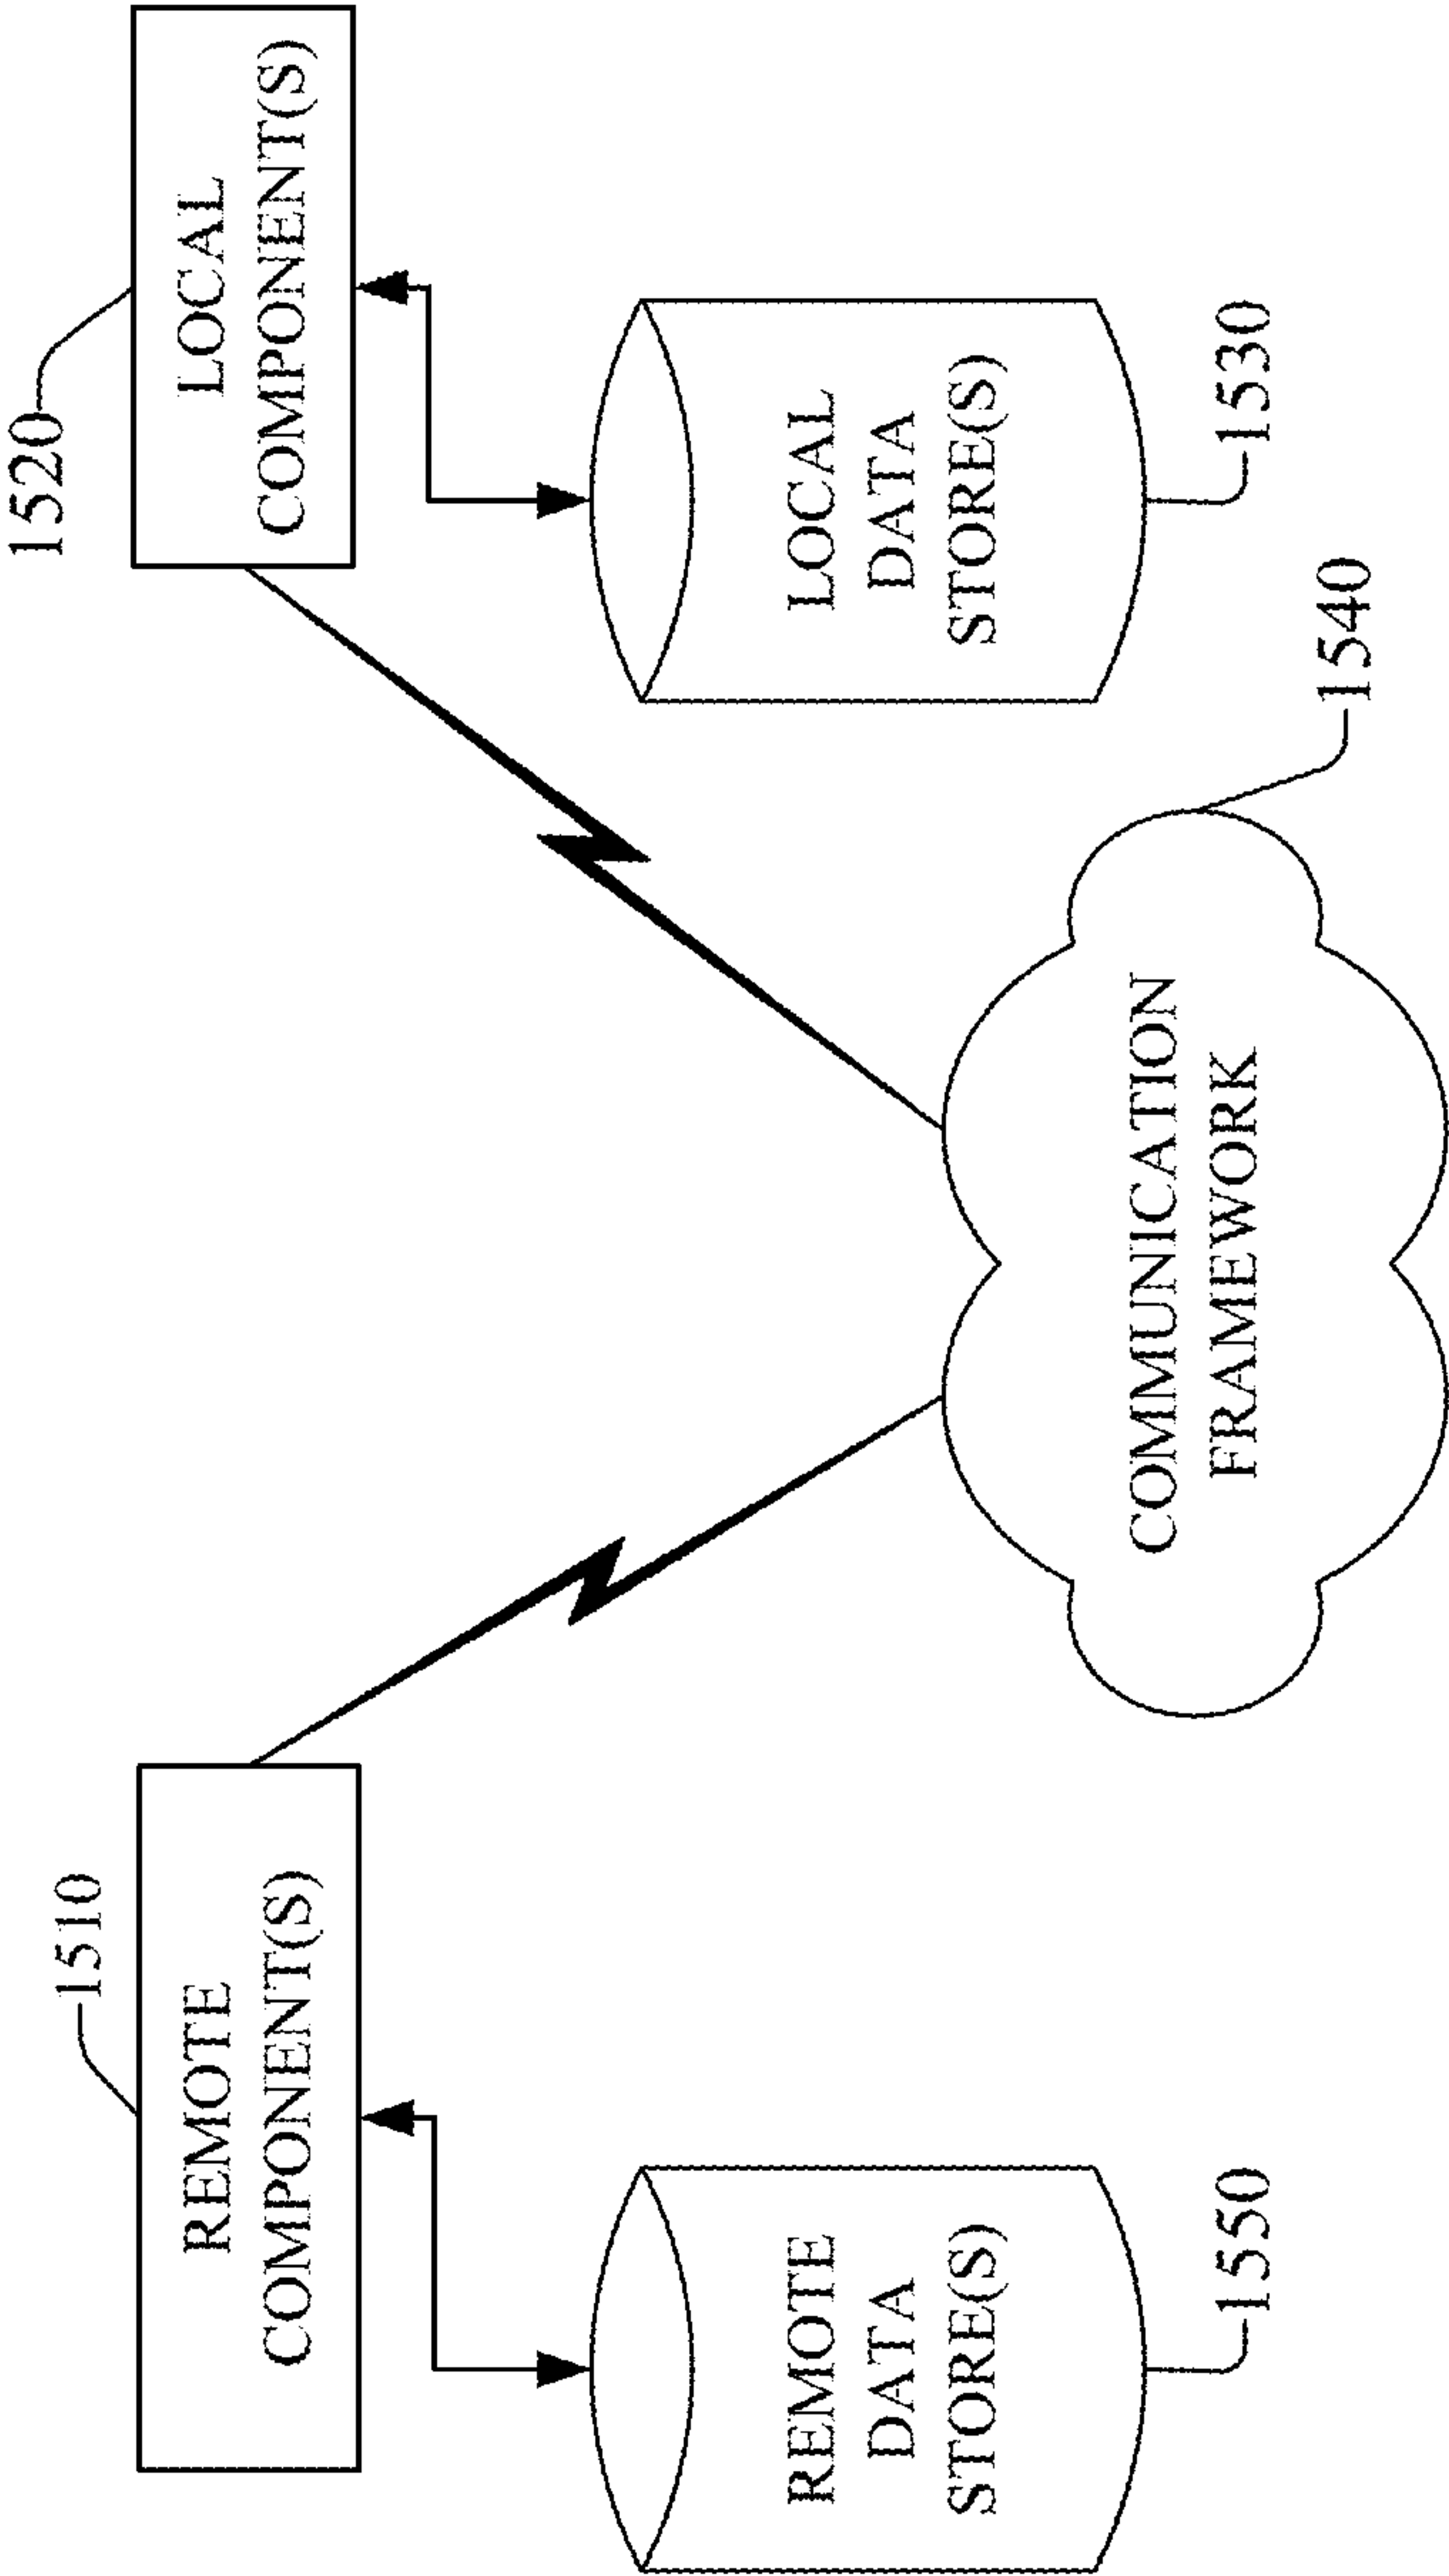 1510
REMOTE
COMPONENT(S)
1520
LOCAL
COMPONENT(S)
REMOTE
DATA
STORE(S)
1550
COMMUNICATION
FRAMEWORK
1540
LOCAL
DATA
STORE(S)
1530